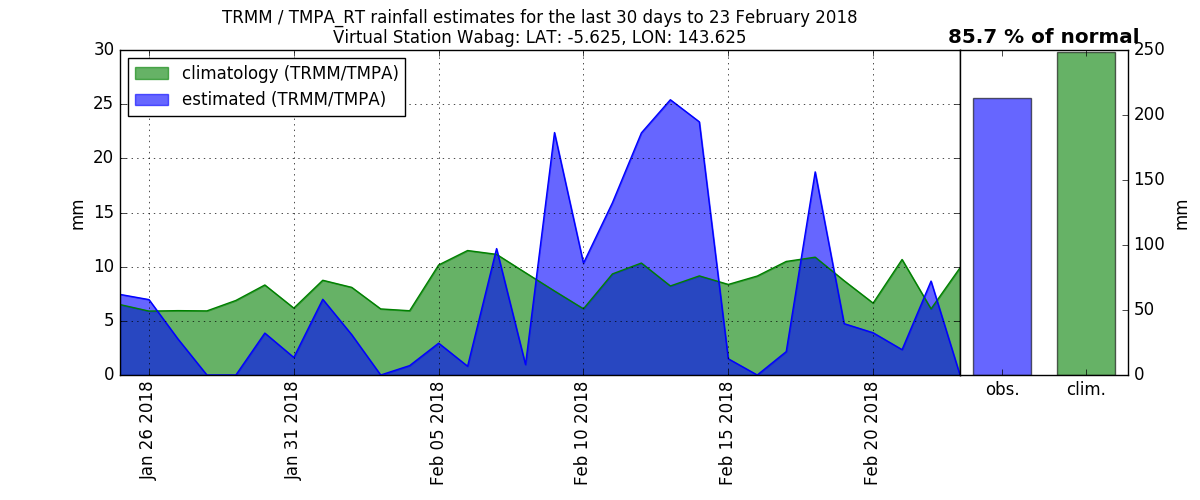 TRMM / TMPA_RT rainfall estimates for the last 30 days to 23 February 2018
Virtual Station Wabag: LAT: -5.625, LON: 143.625
85.7 % of normal
climatology (TRMM/TMPA)
estimated (TRMM/TMPA)
30
25
20
15
10
5
0
mm
Jan 26 2018
Jan 31 2018
Feb 05 2018
Feb 10 2018
Feb 15 2018
Feb 20 2018
250
200
150
100
50
0
mm
obs.
clim.